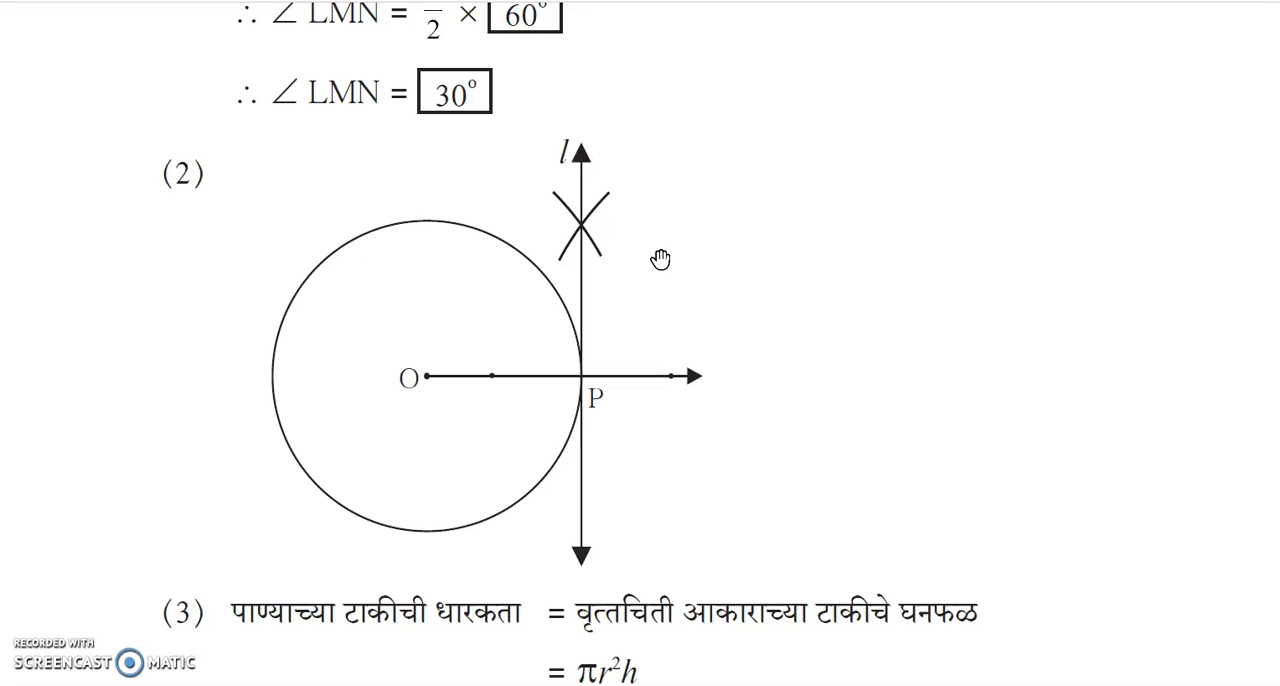 ∴ ∠ LMN = 1/2 × 60°
∴ ∠ LMN = 30°
(2)
l
O
P
(3) पाण्याच्या टाकीची धारकता = वृत्तचिती आकाराच्या टाकीचे घनफळ
= πr²h
RECORDED WITH
SCREENCAST MATIC